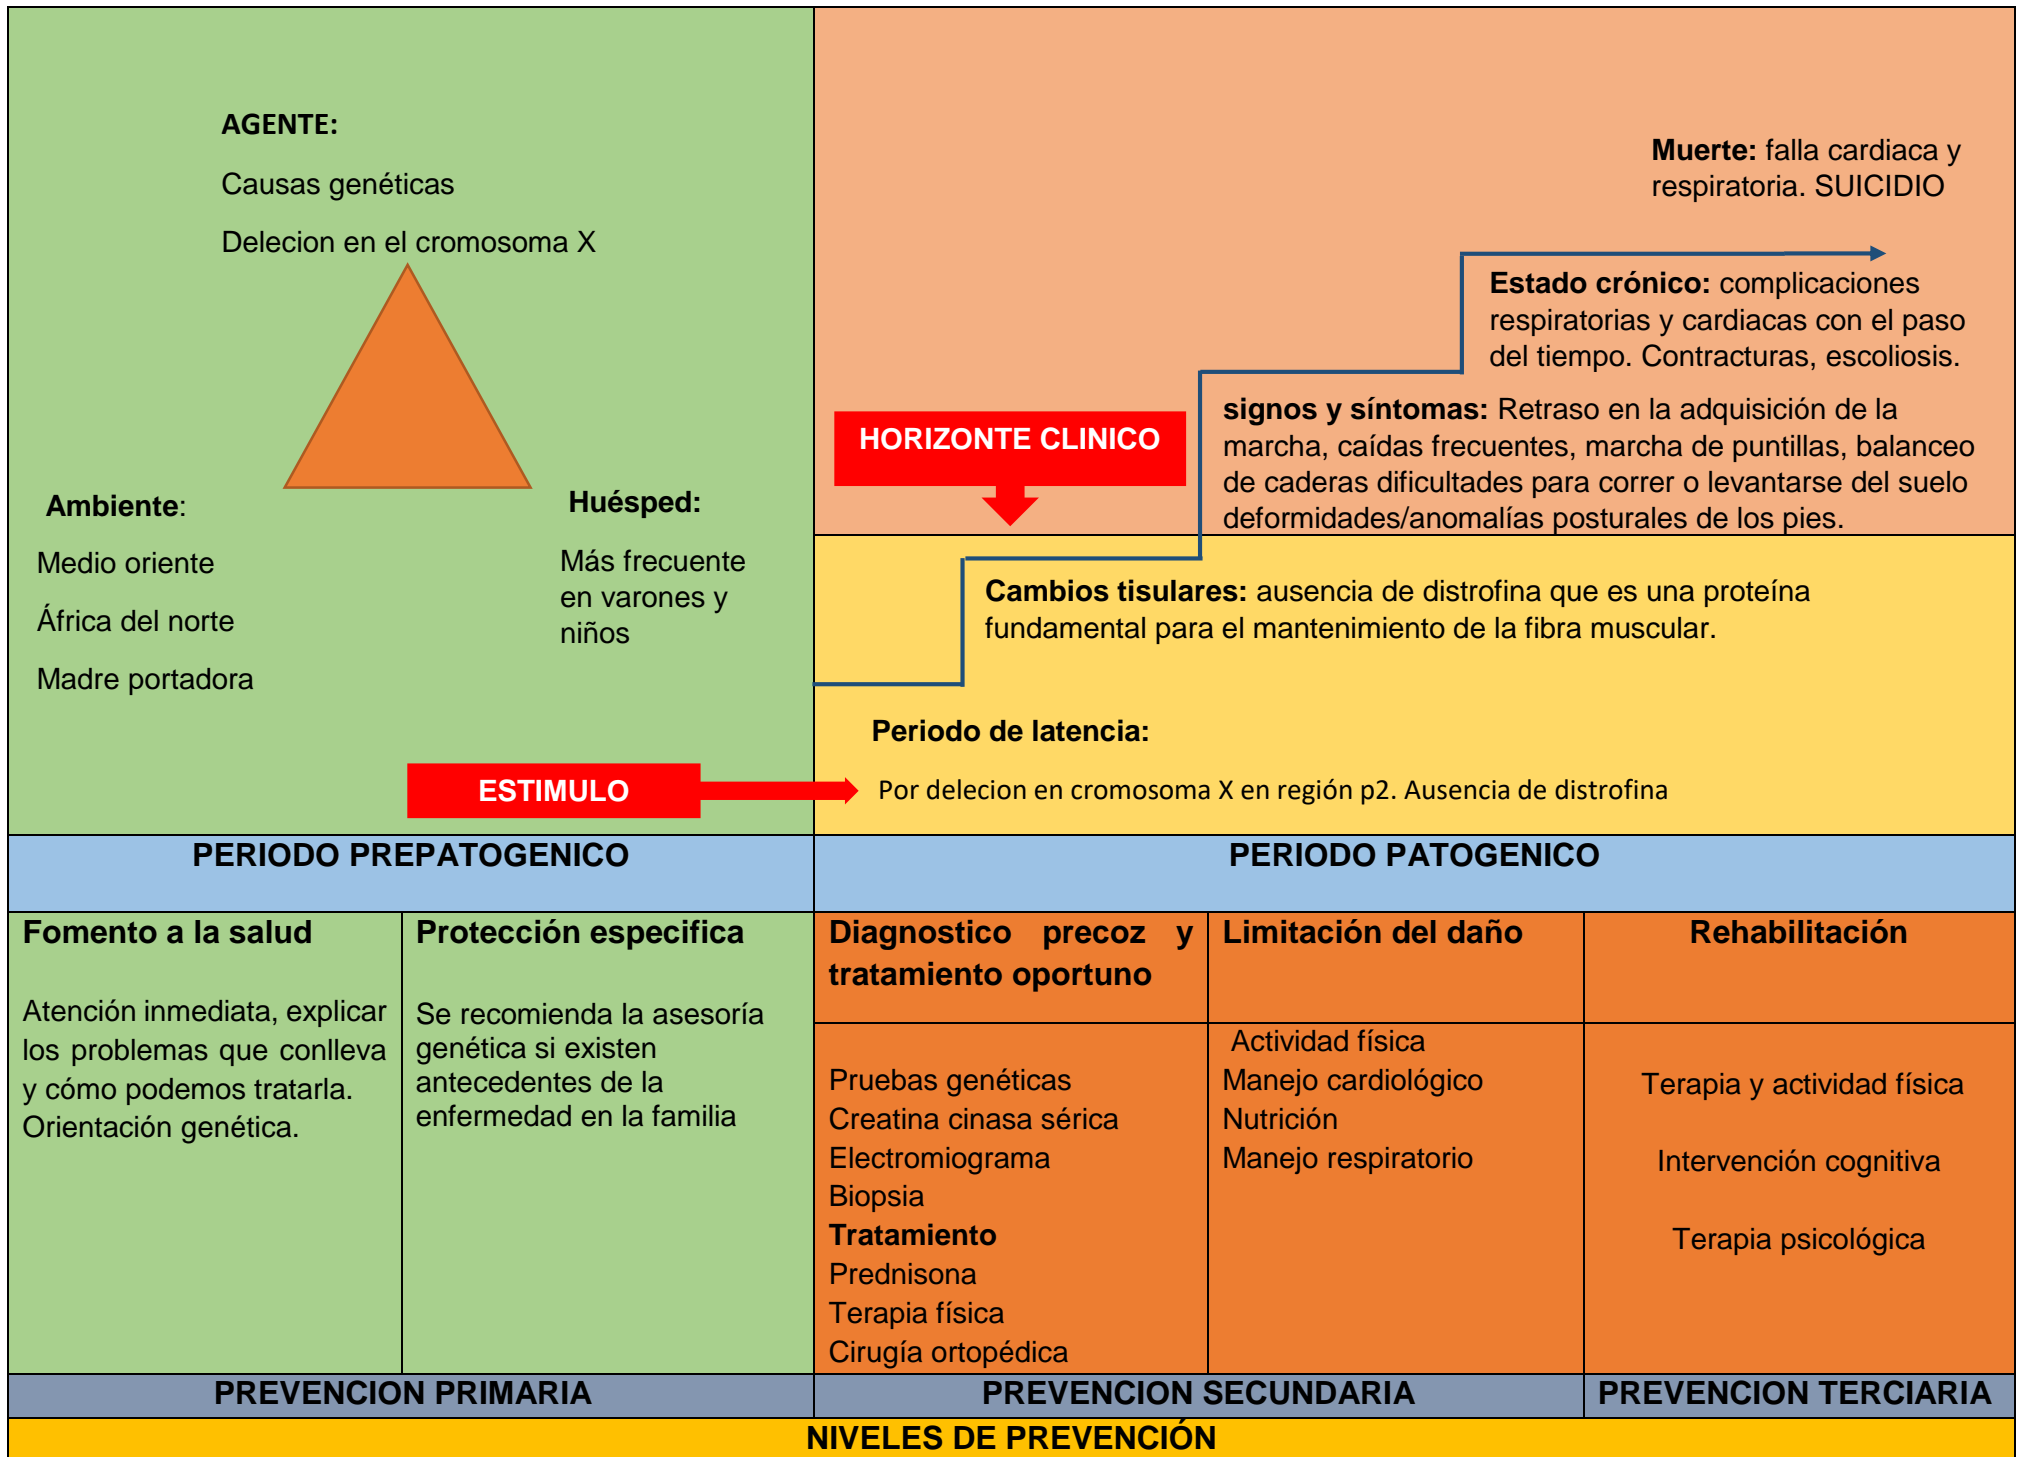 AGENTE:
Causas genéticas
Delecion en el cromosoma X
Ambiente:
Medio oriente
África del norte
Madre portadora
Huésped:
Más frecuente
en varones y
niños
ESTIMULO
Muerte: falla cardiaca y
respiratoria. SUICIDIO
Estado crónico: complicaciones
respiratorias y cardiacas con el paso
del tiempo. Contracturas, escoliosis.
HORIZONTE CLINICO
signos y síntomas: Retraso en la adquisición de la
marcha, caídas frecuentes, marcha de puntillas, balanceo
de caderas dificultades para correr o levantarse del suelo
deformidades/anomalías posturales de los pies.
Cambios tisulares: ausencia de distrofina que es una proteína
fundamental para el mantenimiento de la fibra muscular.
Periodo de latencia:
Por delecion en cromosoma X en región p2. Ausencia de distrofina
PERIODO PREPATOGENICO
PERIODO PATOGENICO
Fomento a la salud
Atención inmediata, explicar
los problemas que conlleva
y cómo podemos tratarla.
Orientación genética.
Protección especifica
Se recomienda la asesoría
genética si existen
antecedentes de la
enfermedad en la familia
Diagnostico precoz y
tratamiento oportuno
Pruebas genéticas
Creatina cinasa sérica
Electromiograma
Biopsia
Tratamiento
Prednisona
Terapia física
Cirugía ortopédica
Limitación del daño
Actividad física
Manejo cardiológico
Nutrición
Manejo respiratorio
Rehabilitación
Terapia y actividad física
Intervención cognitiva
Terapia psicológica
PREVENCION PRIMARIA
PREVENCION SECUNDARIA
PREVENCION TERCIARIA
NIVELES DE PREVENCIÓN